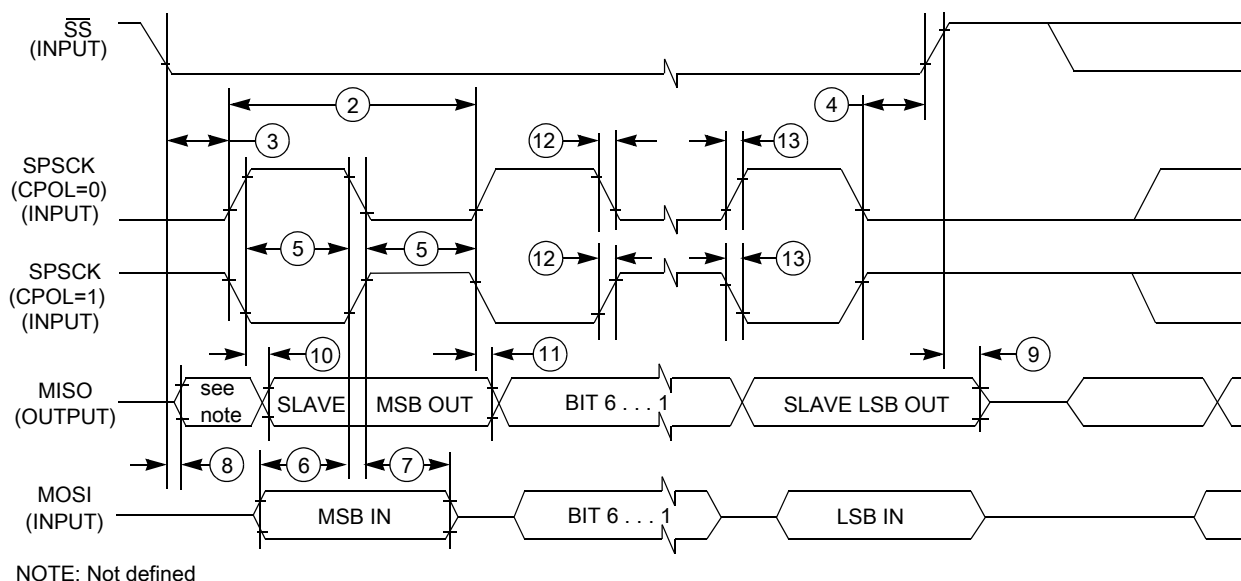 SS
(INPUT)
2
4
3
12
13
SPSCK
(CPOL=0)
(INPUT)
5
5
SPSCK
(CPOL=1)
(INPUT)
12
13
10
11
9
MISO
(OUTPUT)
see
note
SLAVE
MSB OUT
BIT 6 . . . 1
SLAVE LSB OUT
8
6
7
MOSI
(INPUT)
MSB IN
BIT 6 . . . 1
LSB IN
NOTE: Not defined